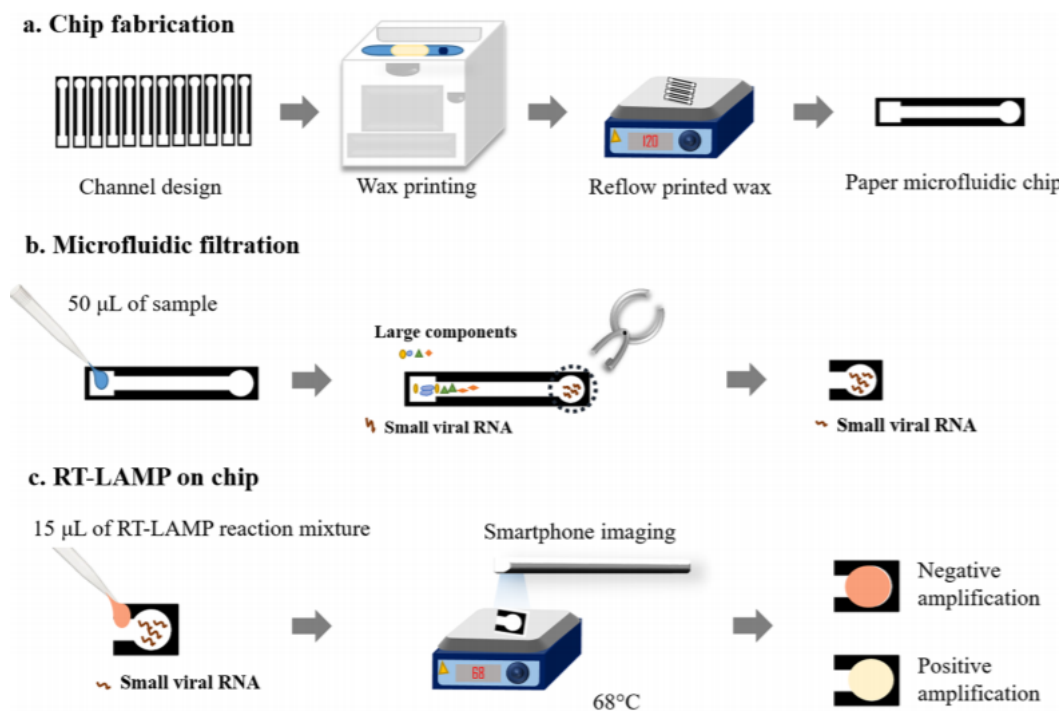 a. Chip fabrication
120
Channel design
Wax printing
Reflow printed wax
Paper microfluidic chip
b. Microfluidic filtration
50 μL of sample
Large components
Small viral RNA
Small viral RNA
c. RT-LAMP on chip
15 μL of RT-LAMP reaction mixture
Smartphone imaging
Negative
amplification
68
Small viral RNA
68°C
Positive
amplification